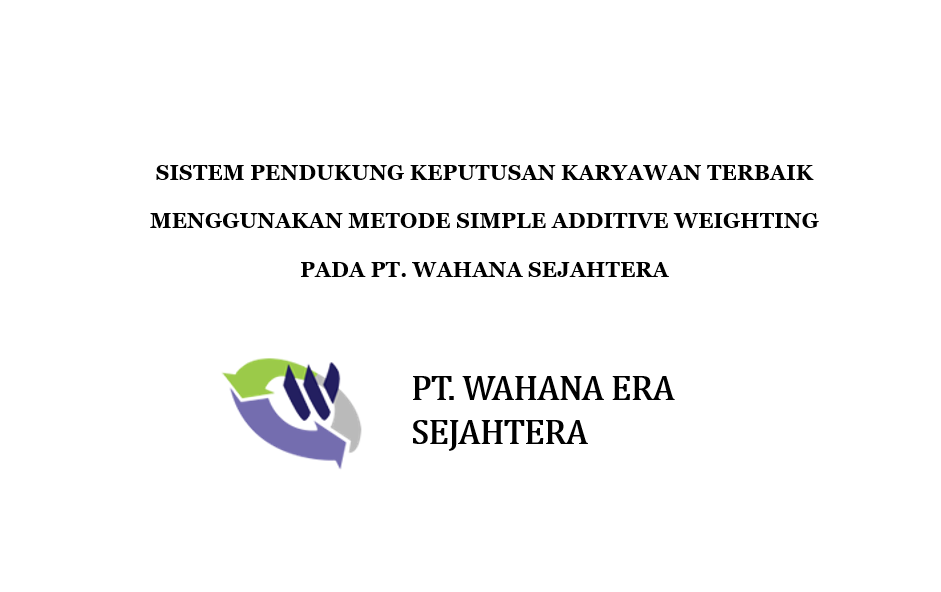 SISTEM PENDUKUNG KEPUTUSAN KARYAWAN TERBAIK
MENGGUNAKAN METODE SIMPLE ADDITIVE WEIGHTING
PADA PT. WAHANA SEJAHTERA
W
PT. WAHANA ERA
SEJAHTERA